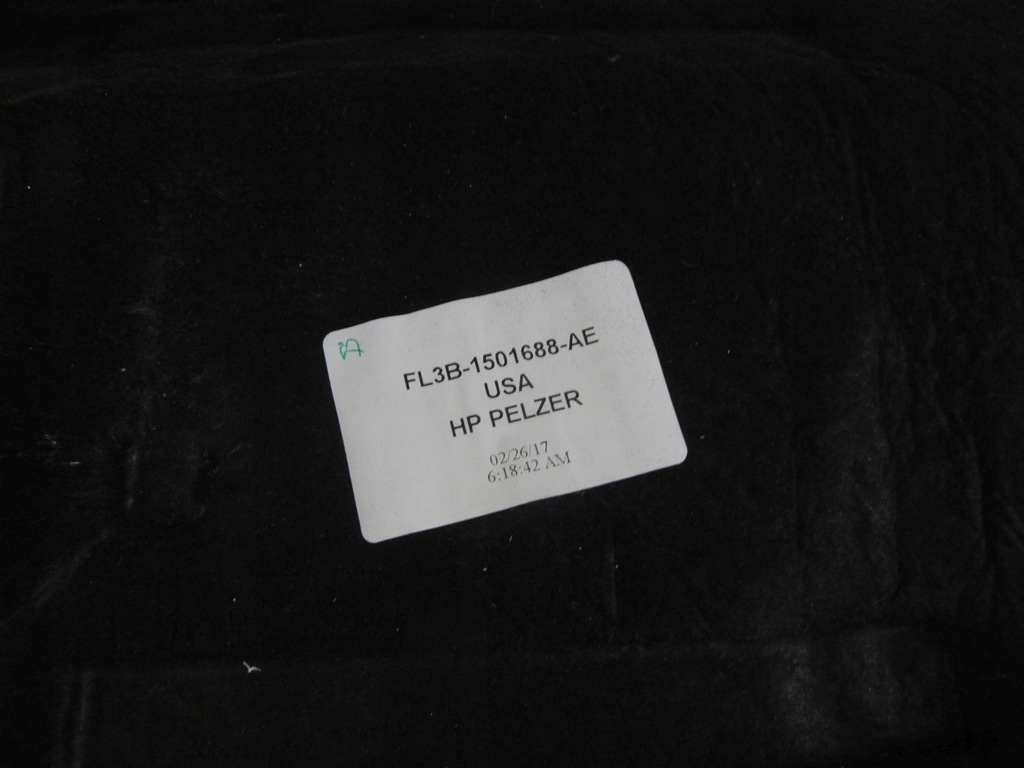 FL3B-1501688-AE
USA
HP PELZER
02/26/17
6:18:42 AM